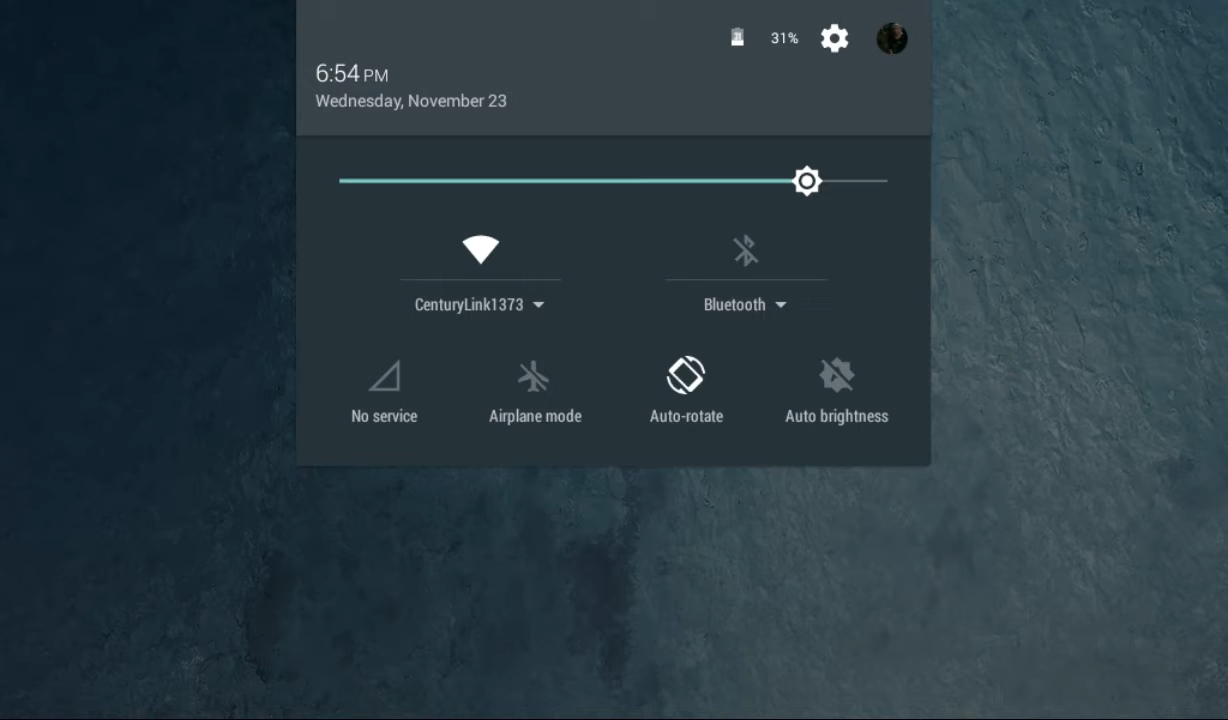 31%
6:54 PM
Wednesday, November 23
CenturyLink1373
Bluetooth
No service
Airplane mode
Auto-rotate
Auto brightness